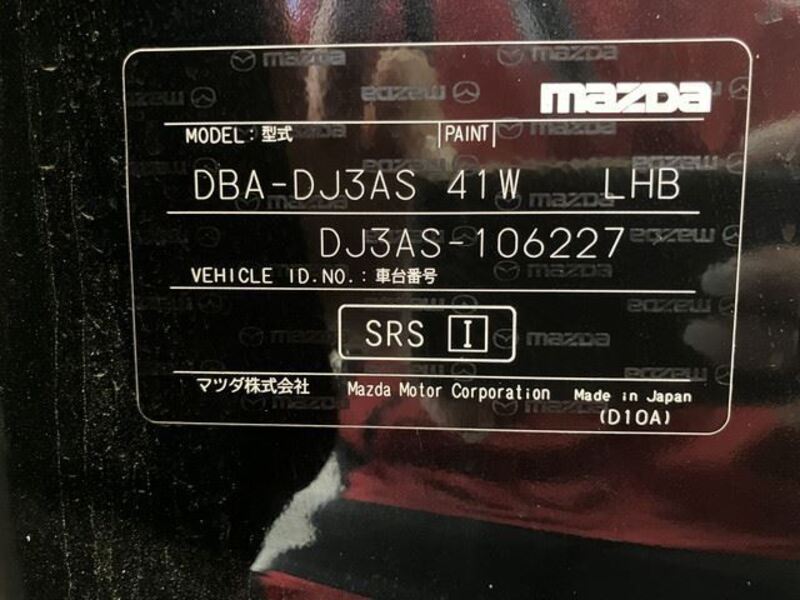 mazda
MODEL: 型式 PAINT
DBA-DJ3AS 41W LHB
DJ3AS-106227
VEHICLE ID.NO.: 車台番号
SRS I
マツダ株式会社 Mazda Motor Corporation Made in Japan
(D10A)